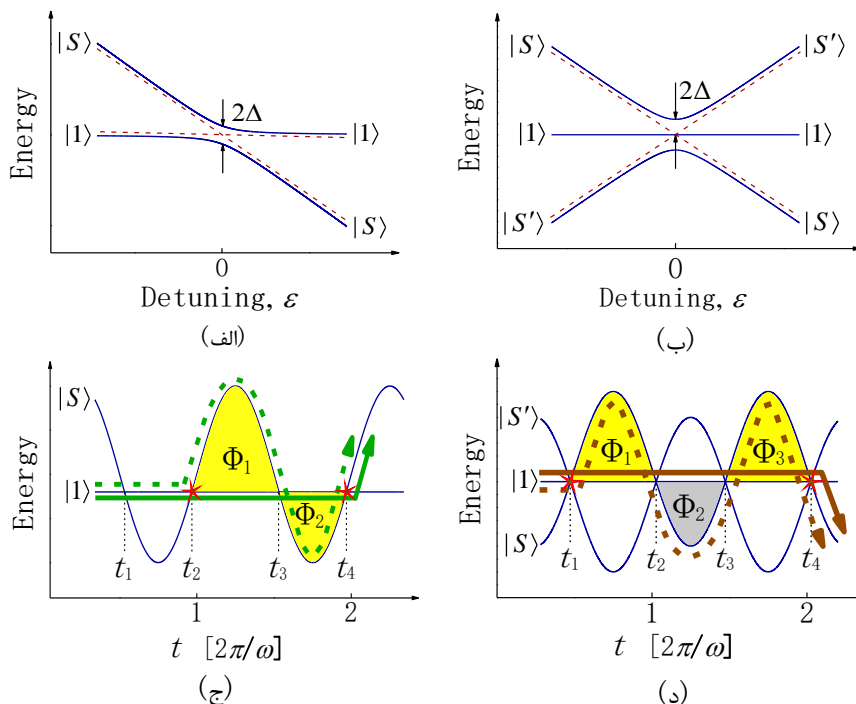 |S⟩
2Δ
|1⟩
|1⟩
|S⟩
Energy
0
Detuning, ε
(الف)
|S⟩
|S′⟩
2Δ
|1⟩
|1⟩
|S′⟩
|S⟩
Energy
0
Detuning, ε
(ب)
|S⟩
Φ₁
|1⟩
Φ₂
t₁
t₂
t₃
t₄
Energy
1
2
t [2π/ω]
(ج)
|S′⟩
Φ₁
Φ₃
|1⟩
Φ₂
|S⟩
t₁
t₂
t₃
t₄
Energy
1
2
t [2π/ω]
(د)